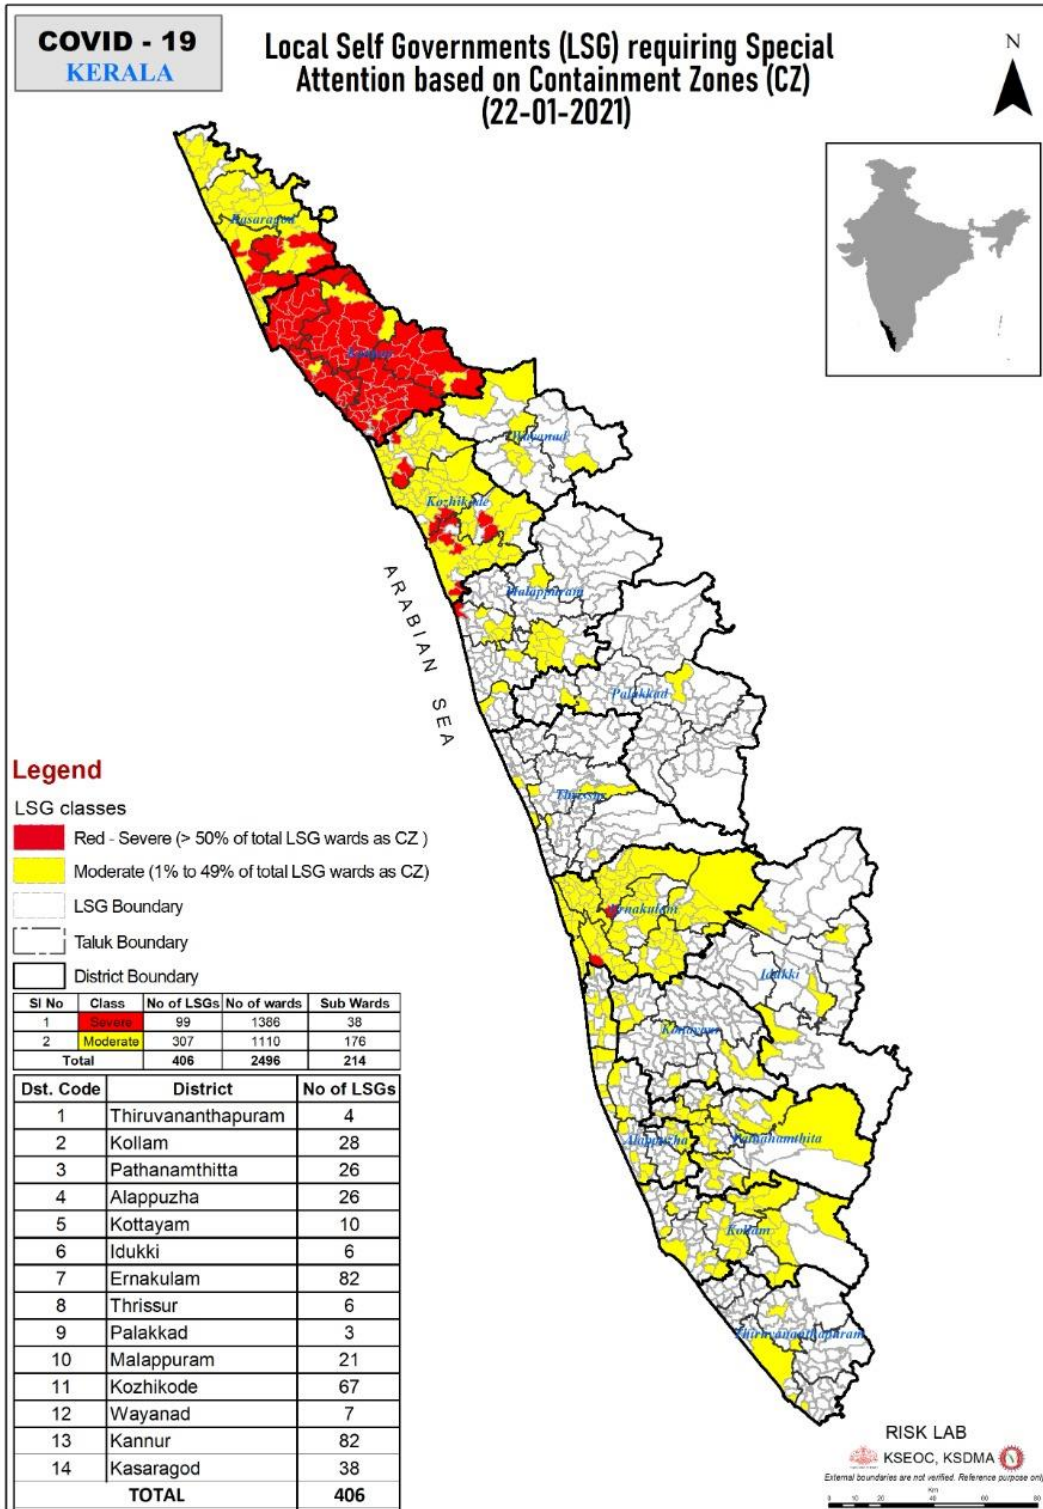 COVID - 19
KERALA
Local Self Governments (LSG) requiring Special
Attention based on Containment Zones (CZ)
(22-01-2021)
N
Kasaragod
Kannur
Wayanad
Kozhikode
ARABIAN SEA
Malappuram
Palakkad
Thrissur
Ernakulam
Idukki
Kottayam
Alappuzha
Pathanamthitta
Kollam
Thiruvananthapuram
Legend
LSG classes
Red - Severe (> 50% of total LSG wards as CZ )
Moderate (1% to 49% of total LSG wards as CZ)
LSG Boundary
Taluk Boundary
District Boundary
Sl No Class No of LSGs No of wards Sub Wards
1 Severe 99 1386 38
2 Moderate 307 1110 176
Total 406 2496 214
Dst. Code District No of LSGs
1 Thiruvananthapuram 4
2 Kollam 28
3 Pathanamthitta 26
4 Alappuzha 26
5 Kottayam 10
6 Idukki 6
7 Ernakulam 82
8 Thrissur 6
9 Palakkad 3
10 Malappuram 21
11 Kozhikode 67
12 Wayanad 7
13 Kannur 82
14 Kasaragod 38
TOTAL 406
RISK LAB
KSEOC, KSDMA
External boundaries are not verified. Reference purpose only
Km
0 10 20 40 60 80